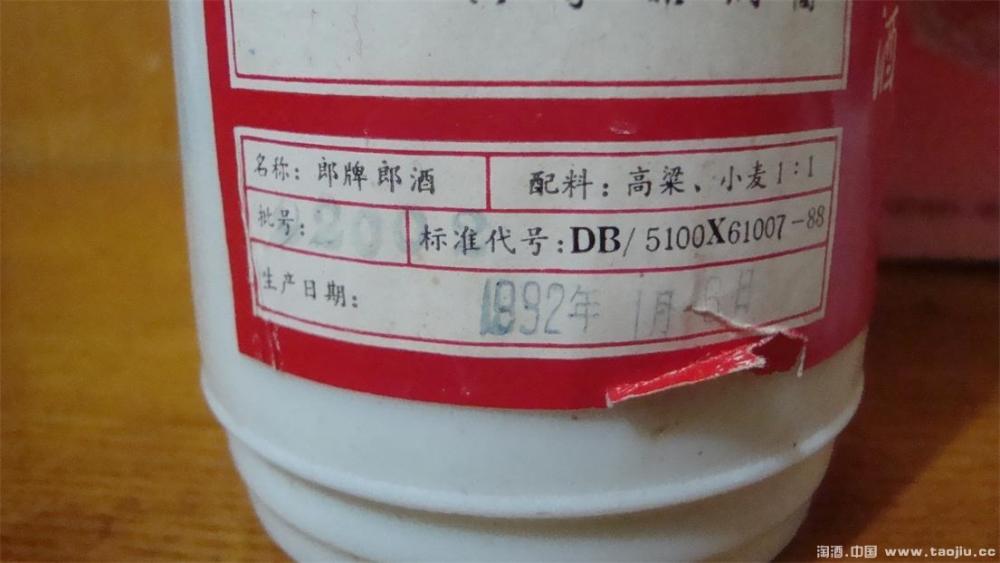 酒
名称：郎牌郎酒 配料：高粱、小麦1:1
批号： 标准代号：DB/5100X61007-88
生产日期： 1992年 1月 日
淘酒.中国 www.taojiu.cc